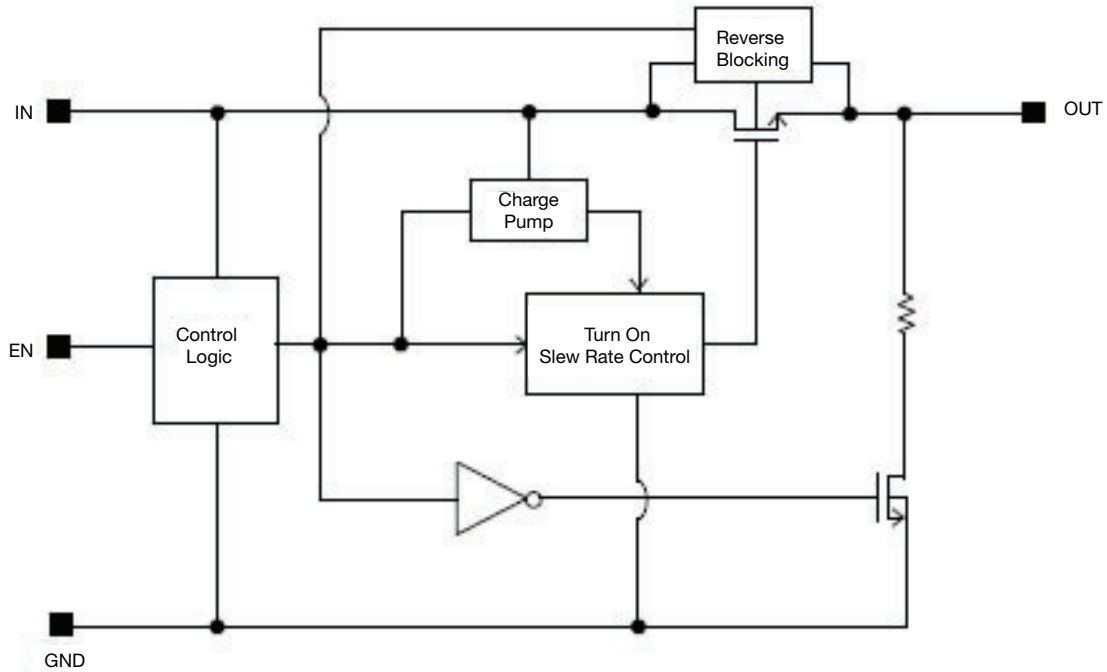 Reverse
Blocking
IN
OUT
Charge
Pump
EN
Control
Logic
Turn On
Slew Rate Control
GND